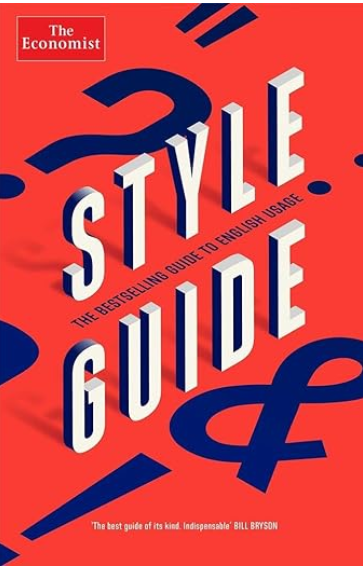 The
Economist
STYLE
THE BESTSELLING GUIDE TO ENGLISH USAGE
GUIDE
'The best guide of its kind. Indispensable' BILL BRYSON